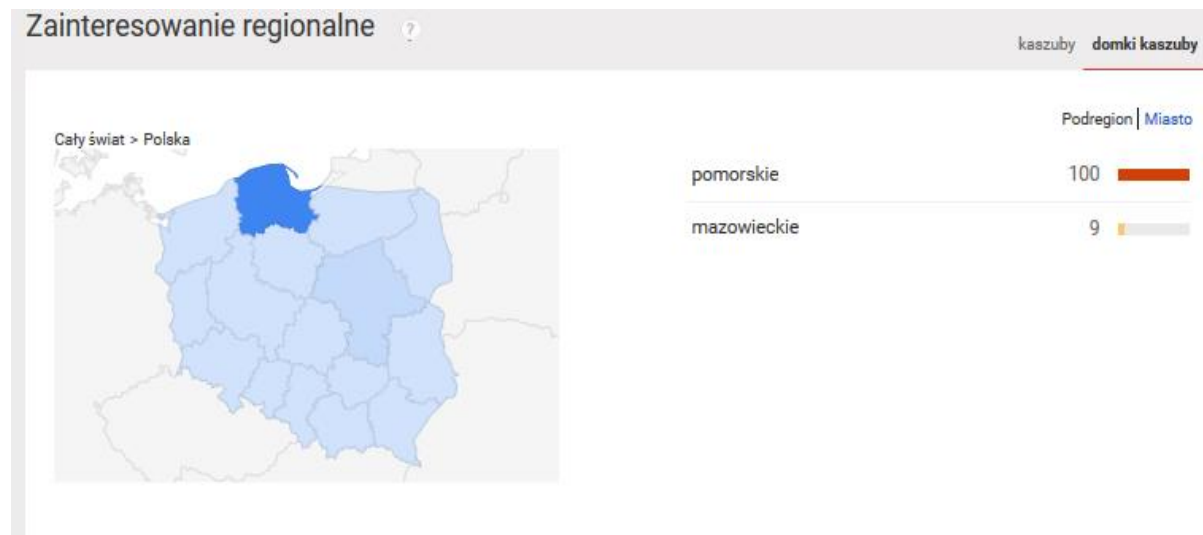 Zainteresowanie regionalne ?
kaszuby domki kaszuby
Podregion | Miasto
Cały świat > Polska
pomorskie 100
mazowieckie 9